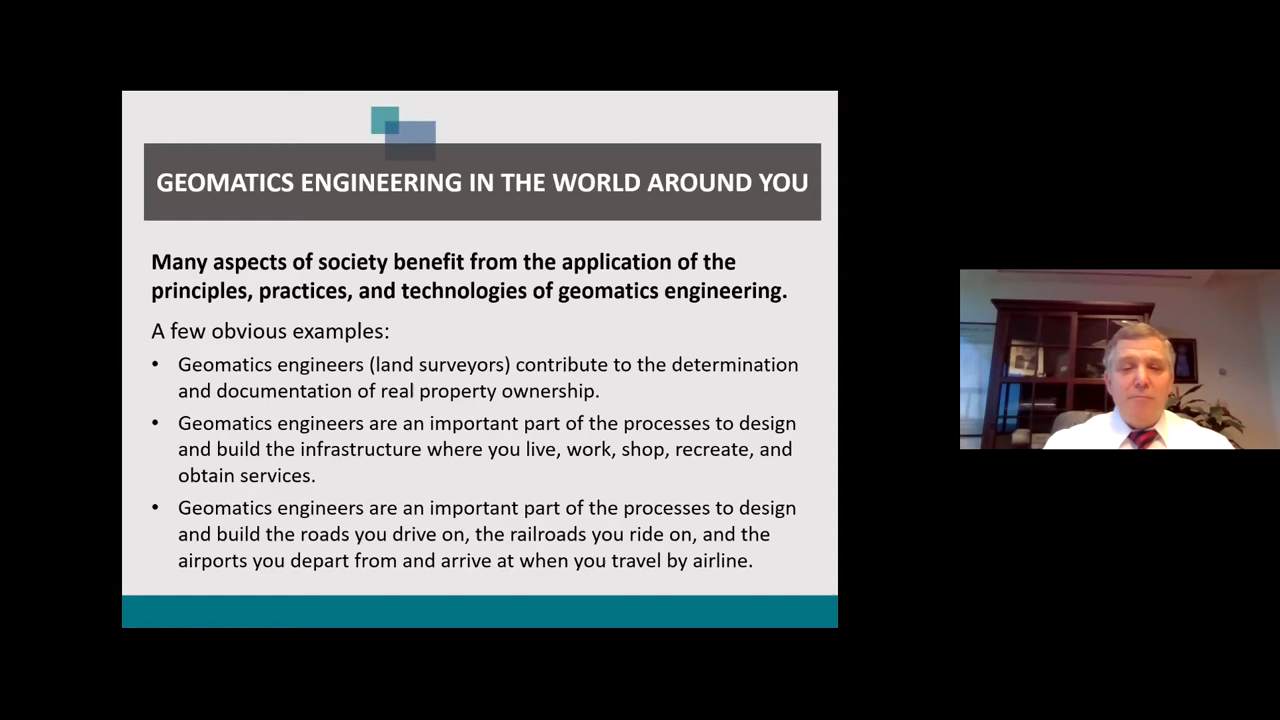 GEOMATICS ENGINEERING IN THE WORLD AROUND YOU
Many aspects of society benefit from the application of the
principles, practices, and technologies of geomatics engineering.
A few obvious examples:
• Geomatics engineers (land surveyors) contribute to the determination
and documentation of real property ownership.
• Geomatics engineers are an important part of the processes to design
and build the infrastructure where you live, work, shop, recreate, and
obtain services.
• Geomatics engineers are an important part of the processes to design
and build the roads you drive on, the railroads you ride on, and the
airports you depart from and arrive at when you travel by airline.